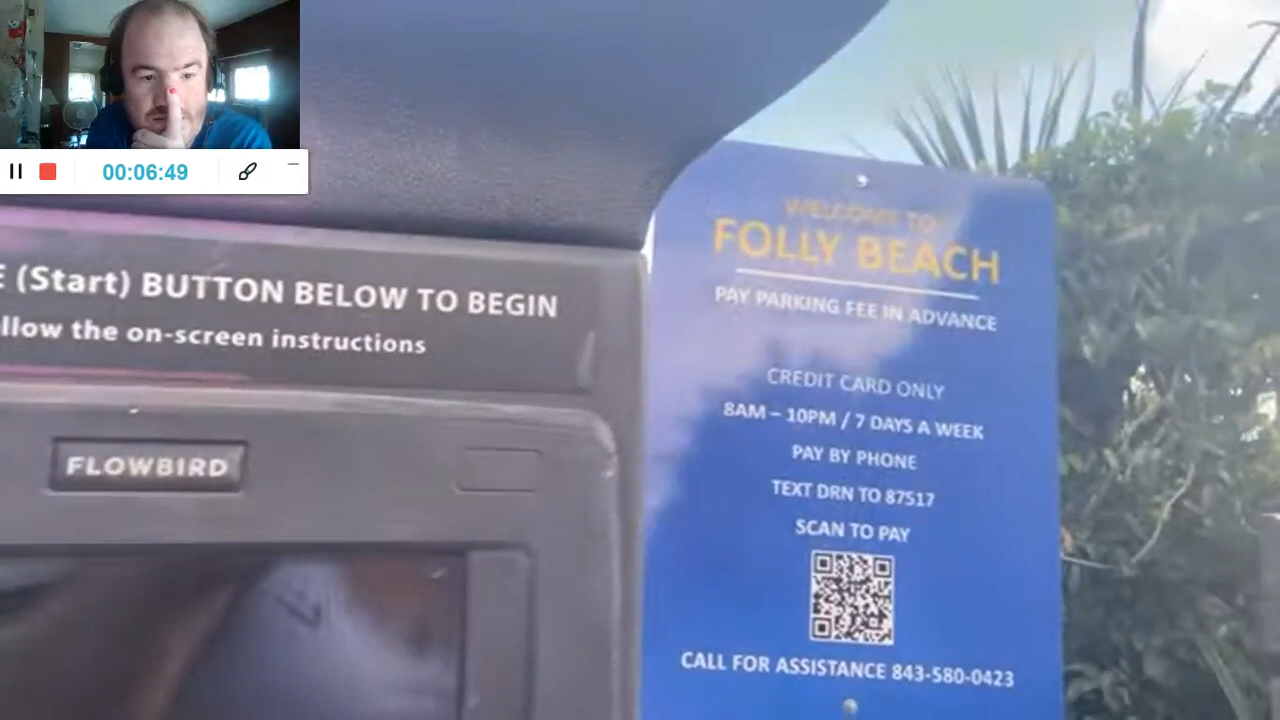 00:06:49
E (Start) BUTTON BELOW TO BEGIN
llow the on-screen instructions
FLOWBIRD
WELCOME TO
FOLLY BEACH
PAY PARKING FEE IN ADVANCE
CREDIT CARD ONLY
8AM – 10PM / 7 DAYS A WEEK
PAY BY PHONE
TEXT DRN TO 87517
SCAN TO PAY
CALL FOR ASSISTANCE 843-580-0423